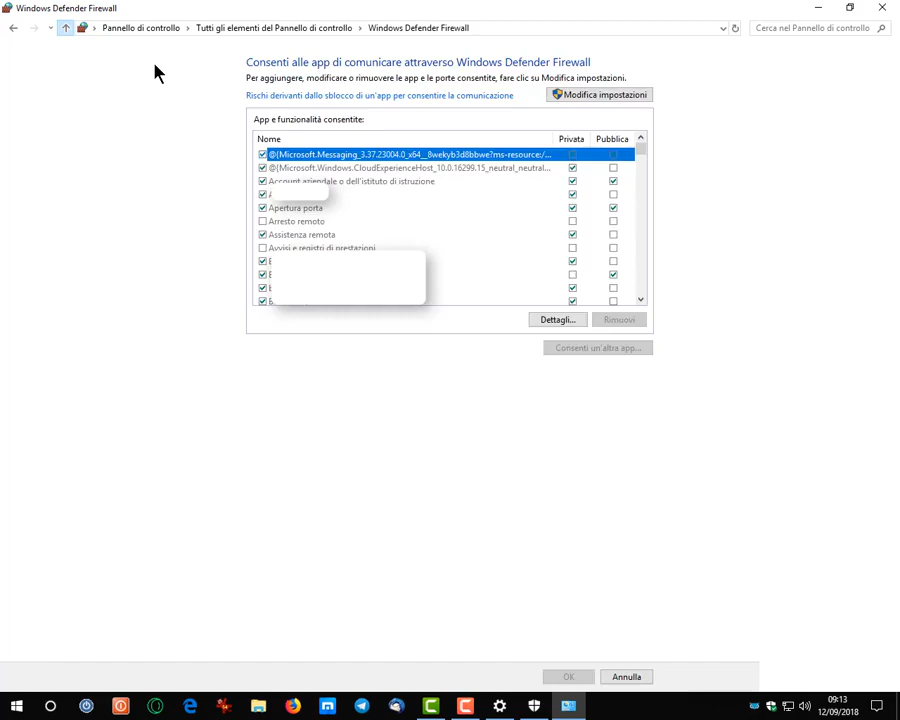 Windows Defender Firewall
Pannello di controllo
Tutti gli elementi del Pannello di controllo
Windows Defender Firewall
Cerca nel Pannello di controllo
Consenti alle app di comunicare attraverso Windows Defender Firewall
Per aggiungere, modificare o rimuovere le app e le porte consentite, fare clic su Modifica impostazioni.
Rischi derivanti dallo sblocco di un'app per consentire la comunicazione
Modifica impostazioni
App e funzionalità consentite:
Nome Privata Pubblica
@{Microsoft.Messaging_3.37.23004.0_x64__8wekyb3d8bbwe?ms-resource:/...
@{Microsoft.Windows.CloudExperienceHost_10.0.16299.15_neutral_neutral...
Account aziendale o dell'istituto di istruzione
Apertura porta
Arresto remoto
Assistenza remota
Avvisi e registri di prestazioni
Dettagli...
Rimuovi
Consenti un'altra app...
OK
Annulla
09:13
12/09/2018